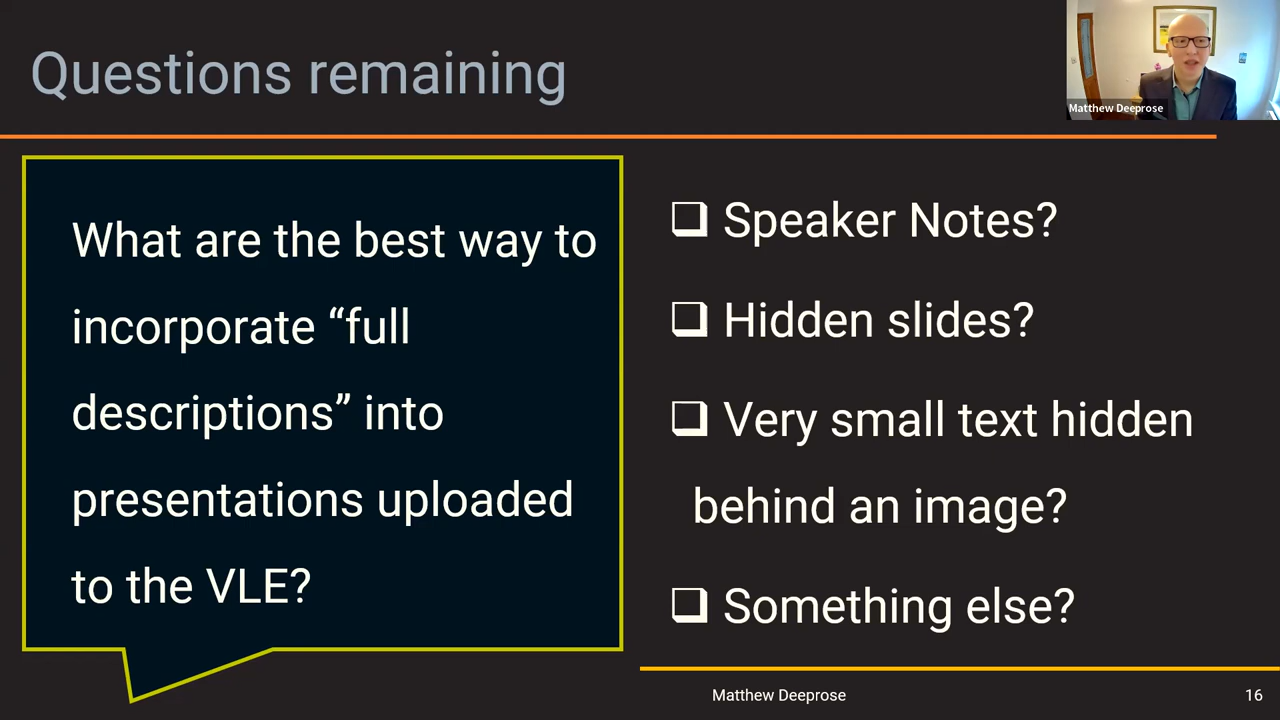 Questions remaining
Matthew Deeprose
What are the best way to
incorporate “full
descriptions” into
presentations uploaded
to the VLE?
❑ Speaker Notes?
❑ Hidden slides?
❑ Very small text hidden
behind an image?
❑ Something else?
Matthew Deeprose
16